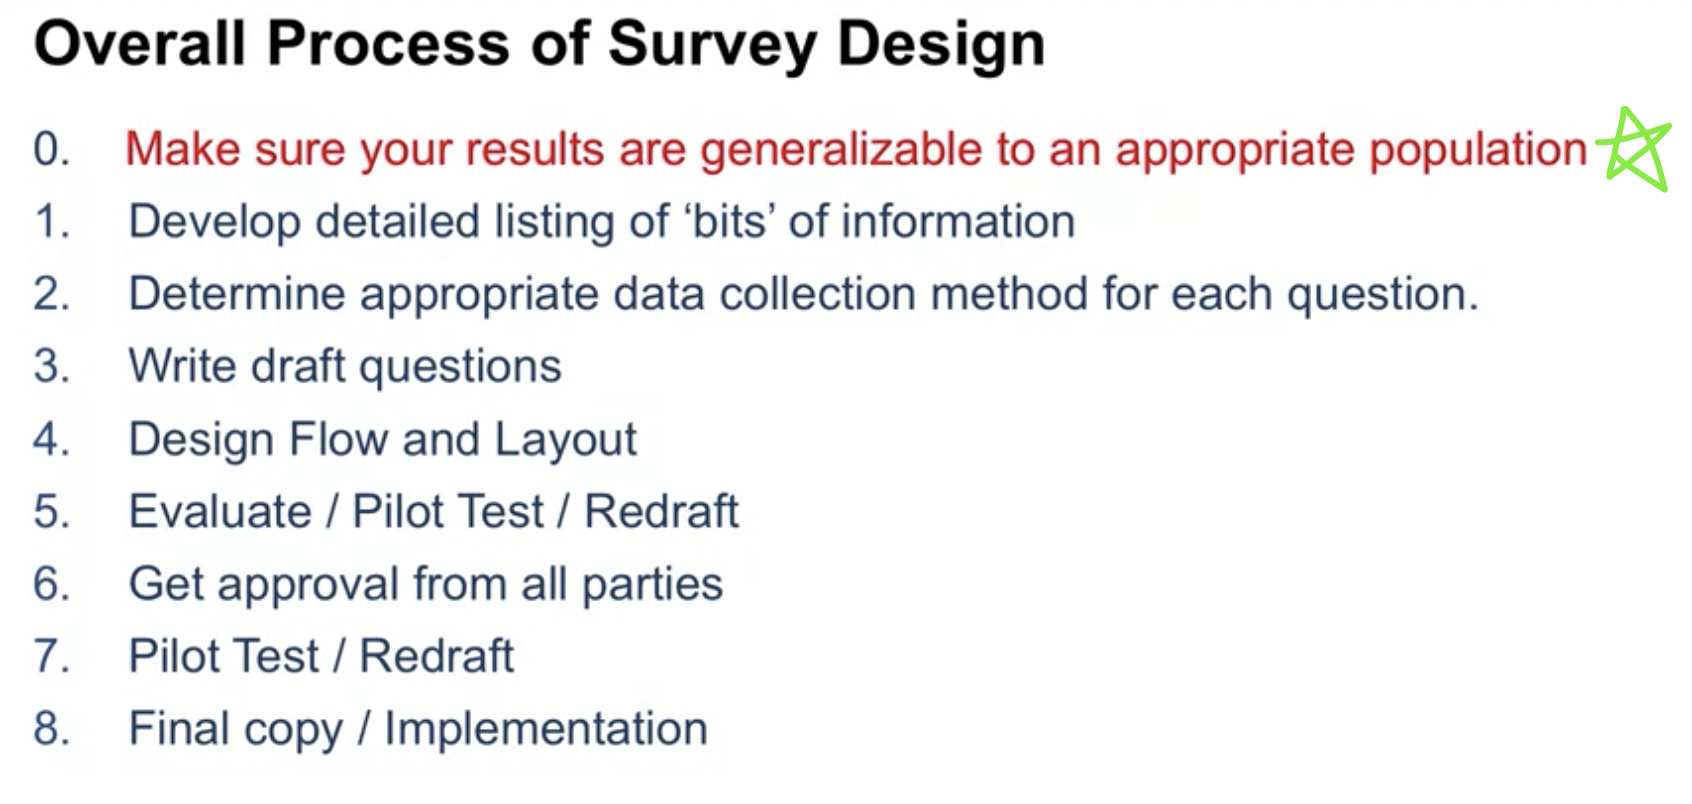 Overall Process of Survey Design
0. Make sure your results are generalizable to an appropriate population
1. Develop detailed listing of ‘bits’ of information
2. Determine appropriate data collection method for each question.
3. Write draft questions
4. Design Flow and Layout
5. Evaluate / Pilot Test / Redraft
6. Get approval from all parties
7. Pilot Test / Redraft
8. Final copy / Implementation